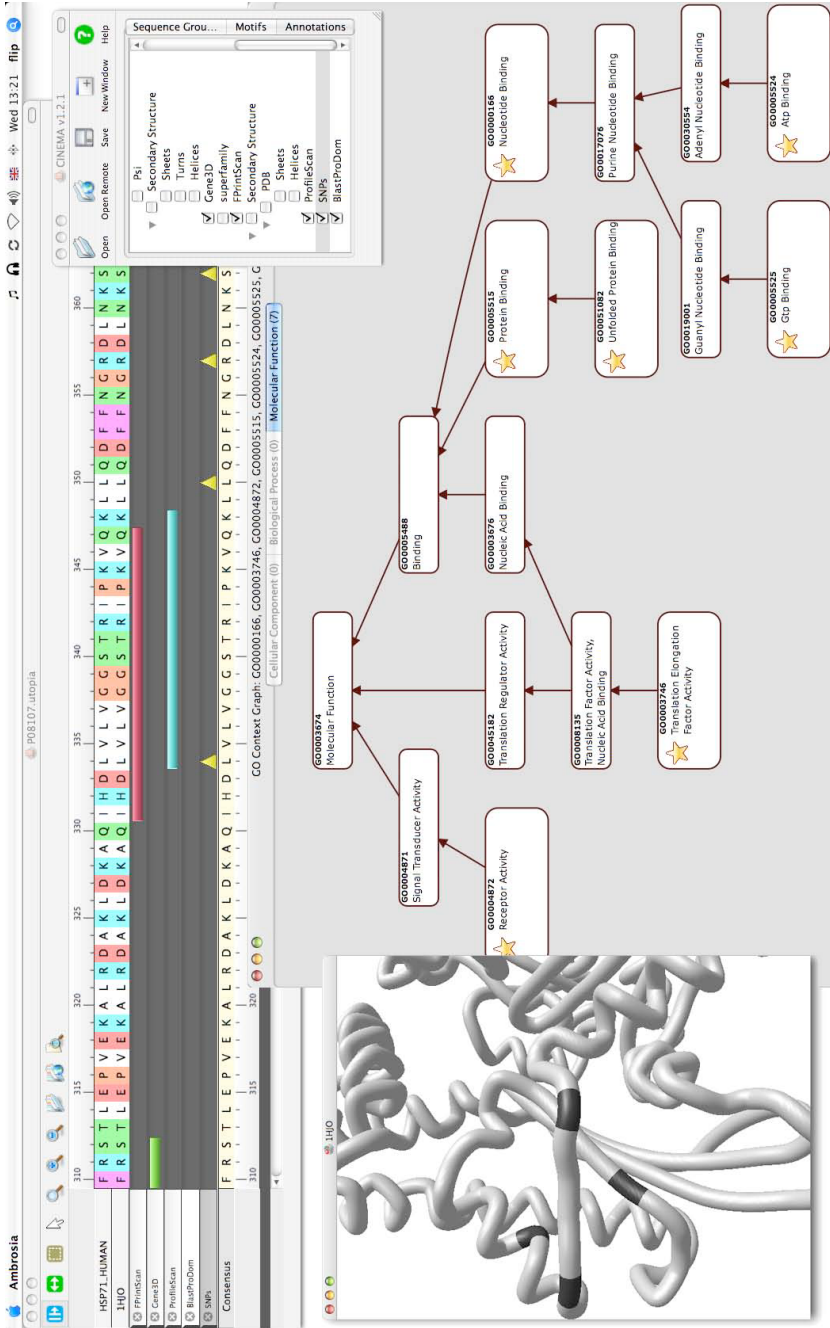 Ambrosia
Wed 13:21 flip
P08107.utopia
310 315 320 325 330 335 340 345 350 355 360
HSP71_HUMAN F R S T L E P V E K A L R D A K L D K A Q I H D L V L V G G S T R I P K V Q K L L Q D F F N G R D L N K S
1HJO F R S T L E P V E K A L R D A K L D K A Q I H D L V L V G G S T R I P K V Q K L L Q D F F N G R D L N K S
FPrintScan
Gene3D
ProfileScan
BlastProDom
SNPs
Consensus F R S T L E P V E K A L R D A K L D K A Q I H D L V L V G G S T R I P K V Q K L L Q D F F N G R D L N K S
310 315 320
CINEMA v1.2.1
Open
Open Remote
Save
New Window
Help
Sequence Grou...
Motifs
Annotations
Psi
Secondary Structure
Sheets
Turns
Helices
Gene3D
superfamily
FPrintScan
Secondary Structure
PDB
Sheets
Helices
ProfileScan
SNPs
BlastProDom
GO Context Graph: GO0000166, GO0003746, GO0004872, GO0005515, GO0005524, GO0005525, G
Cellular Component (0)
Biological Process (0)
Molecular Function (7)
GO0003674
Molecular Function
GO0004871
Signal Transducer Activity
GO0005488
Binding
GO0004872
Receptor Activity
GO0045182
Translation Regulator Activity
GO0003676
Nucleic Acid Binding
GO0005515
Protein Binding
GO0000166
Nucleotide Binding
GO0008135
Translation Factor Activity,
Nucleic Acid Binding
GO0051082
Unfolded Protein Binding
GO0017076
Purine Nucleotide Binding
GO0003746
Translation Elongation
Factor Activity
GO0019001
Guanyl Nucleotide Binding
GO0030554
Adenyl Nucleotide Binding
GO0005525
Gtp Binding
GO0005524
Atp Binding
1HJO